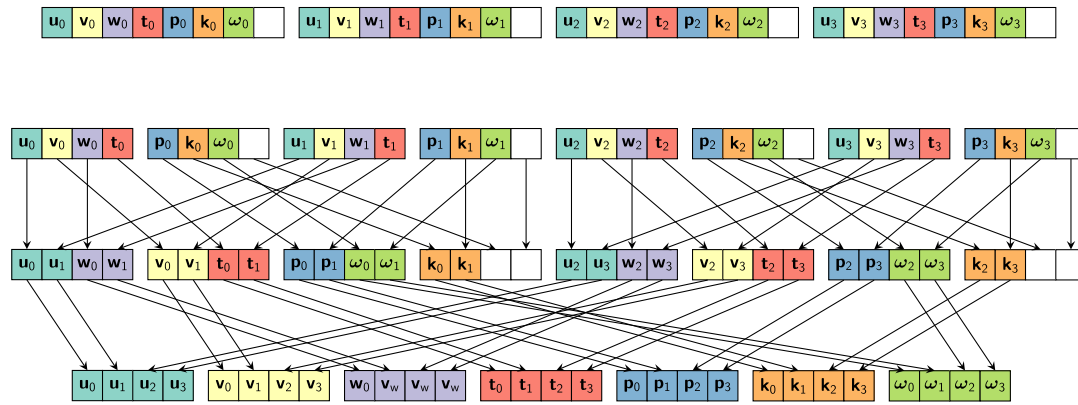 u₀ v₀ w₀ t₀ p₀ k₀ ω₀ u₁ v₁ w₁ t₁ p₁ k₁ ω₁ u₂ v₂ w₂ t₂ p₂ k₂ ω₂ u₃ v₃ w₃ t₃ p₃ k₃ ω₃
u₀ v₀ w₀ t₀ p₀ k₀ ω₀ u₁ v₁ w₁ t₁ p₁ k₁ ω₁ u₂ v₂ w₂ t₂ p₂ k₂ ω₂ u₃ v₃ w₃ t₃ p₃ k₃ ω₃
u₀ u₁ w₀ w₁ v₀ v₁ t₀ t₁ p₀ p₁ ω₀ ω₁ k₀ k₁ u₂ u₃ w₂ w₃ v₂ v₃ t₂ t₃ p₂ p₃ ω₂ ω₃ k₂ k₃
u₀ u₁ u₂ u₃ v₀ v₁ v₂ v₃ w₀ v_w v_w v_w t₀ t₁ t₂ t₃ p₀ p₁ p₂ p₃ k₀ k₁ k₂ k₃ ω₀ ω₁ ω₂ ω₃